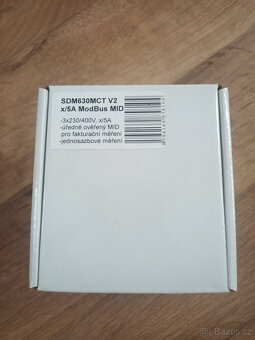 SDM630MCT V2
x/5A ModBus MID
-3x230/400V, x/5A
-úředně ověřený MID
pro fakturační měření
-jednosazbové měření
Bazoš.cz